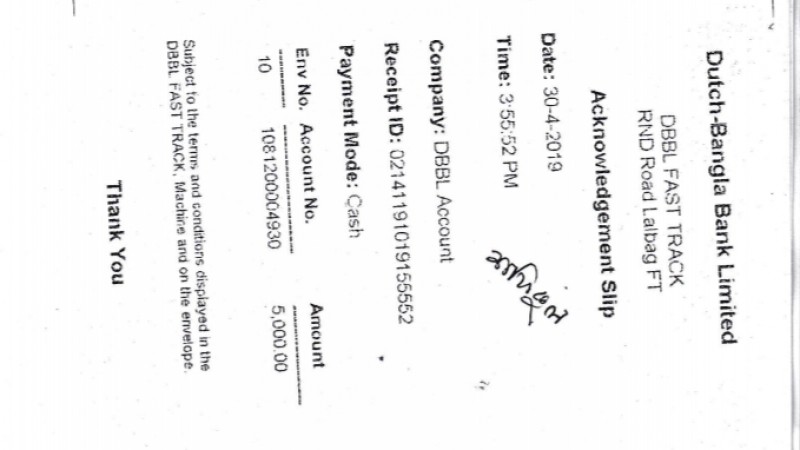 Dutch-Bangla Bank Limited
DBBL FAST TRACK
RND Road Lalbag FT
Acknowledgement Slip
Date: 30-4-2019
Time: 3:55:52 PM
Company: DBBL Account
Receipt ID: 02141191019155552
Payment Mode: Cash
Env No. Account No. Amount
10 1081200004930 5,000.00
Subject to the terms and conditions displayed in the
DBBL FAST TRACK, Machine and on the envelope.
Thank You